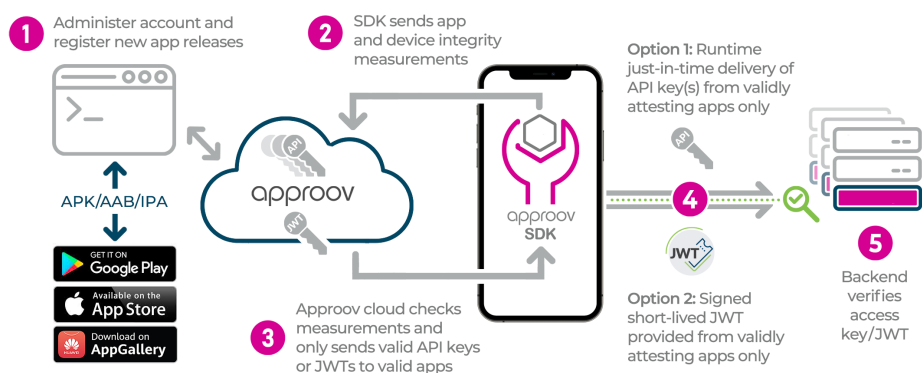 1
Administer account and
register new app releases
>_
APK/AAB/IPA
GET IT ON
Google Play
Available on the
App Store
HUAWEI
Download on
AppGallery
2
SDK sends app
and device integrity
measurements
API
approov
JWT
3
Approov cloud checks
measurements and
only sends valid API keys
or JWTs to valid apps
approov
SDK
Option 1: Runtime
just-in-time delivery of
API key(s) from validly
attesting apps only
API
4
JWT
Option 2: Signed
short-lived JWT
provided from validly
attesting apps only
5
Backend
verifies
access
key/JWT